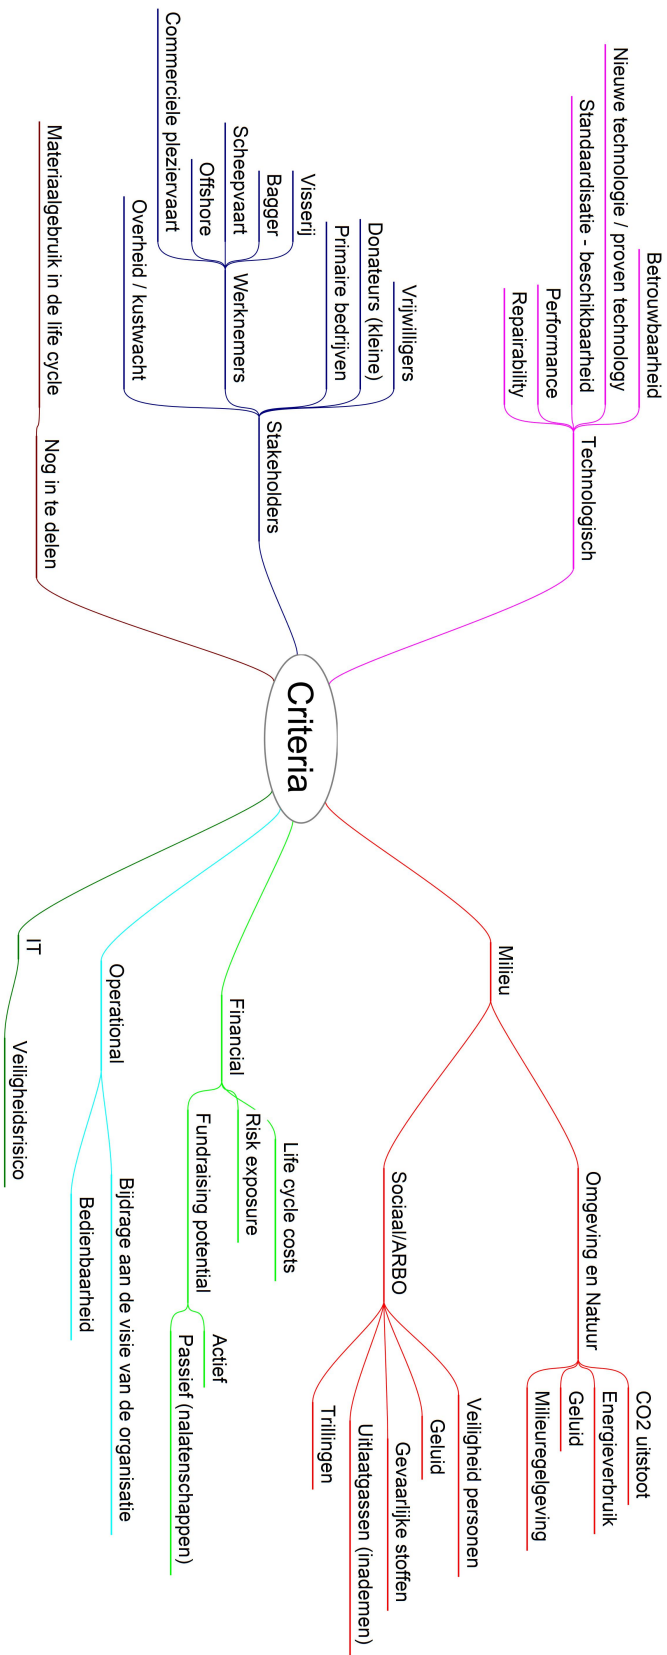 Criteria
Technologisch
Betrouwbaarheid
Nieuwe technologie / proven technology
Standaardisatie - beschikbaarheid
Performance
Repairability
Stakeholders
Vrijwilligers
Donateurs (kleine)
Primaire bedrijven
Werknemers
Visserij
Bagger
Scheepvaart
Offshore
Commerciele pleziervaart
Overheid / kustwacht
Nog in te delen
Materiaalgebruik in de life cycle
Milieu
Omgeving en Natuur
CO2 uitstoot
Energieverbruik
Geluid
Milieuregelgeving
Sociaal/ARBO
Veiligheid personen
Geluid
Gevaarlijke stoffen
Uitlaatgassen (inademen)
Trillingen
Financial
Life cycle costs
Risk exposure
Fundraising potential
Actief
Passief (nalatenschappen)
Operational
Bijdrage aan de visie van de organisatie
Bedienbaarheid
IT
Veiligheidsrisico